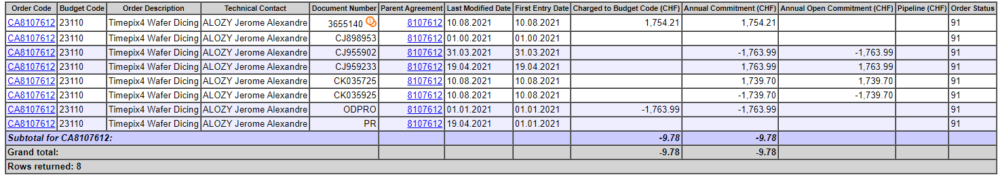 Order Code Budget Code Order Description Technical Contact Document Number Parent Agreement Last Modified Date First Entry Date Charged to Budget Code (CHF) Annual Commitment (CHF) Annual Open Commitment (CHF) Pipeline (CHF) Order Status
CA8107612 23110 Timepix4 Wafer Dicing ALOZY Jerome Alexandre 3655140 8107612 10.08.2021 10.08.2021 1,754.21 1,754.21 91
CA8107612 23110 Timepix4 Wafer Dicing ALOZY Jerome Alexandre CJ898953 8107612 01.00.2021 01.00.2021 91
CA8107612 23110 Timepix4 Wafer Dicing ALOZY Jerome Alexandre CJ955902 8107612 31.03.2021 31.03.2021 -1,763.99 -1,763.99 91
CA8107612 23110 Timepix4 Wafer Dicing ALOZY Jerome Alexandre CJ959233 8107612 19.04.2021 19.04.2021 1,763.99 1,763.99 91
CA8107612 23110 Timepix4 Wafer Dicing ALOZY Jerome Alexandre CK035725 8107612 10.08.2021 10.08.2021 1,739.70 1,739.70 91
CA8107612 23110 Timepix4 Wafer Dicing ALOZY Jerome Alexandre CK035925 8107612 10.08.2021 10.08.2021 -1,739.70 -1,739.70 91
CA8107612 23110 Timepix4 Wafer Dicing ALOZY Jerome Alexandre ODPRO 8107612 01.01.2021 01.01.2021 -1,763.99 -1,763.99 91
CA8107612 23110 Timepix4 Wafer Dicing ALOZY Jerome Alexandre PR 8107612 19.04.2021 01.01.2021 91
Subtotal for CA8107612: -9.78 -9.78
Grand total: -9.78 -9.78
Rows returned: 8